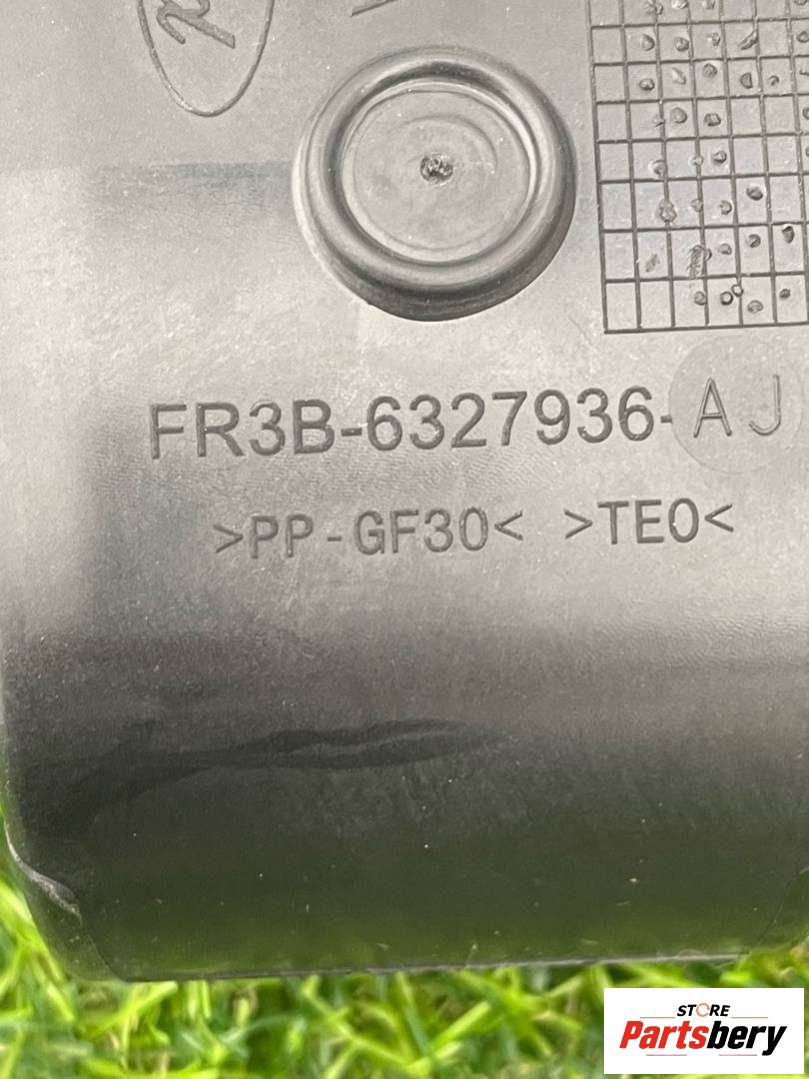 FR3B-6327936-AJ
>PP-GF30< >TEO<
STORE
Partsbery